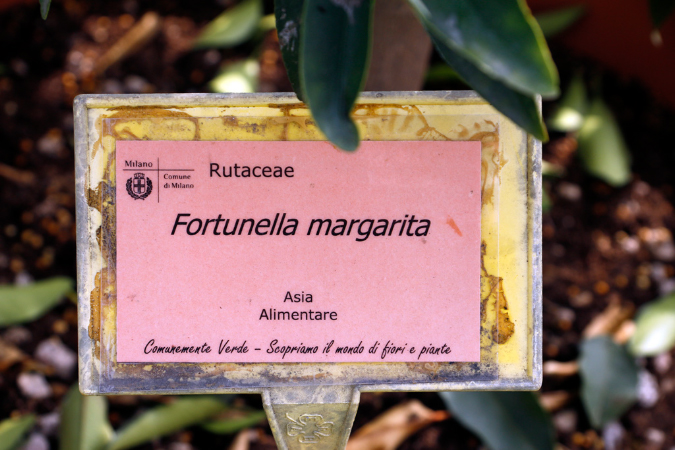 Milano
Comune
di Milano
Rutaceae
Fortunella margarita
Asia
Alimentare
Comunemente Verde – Scopriamo il mondo di fiori e piante